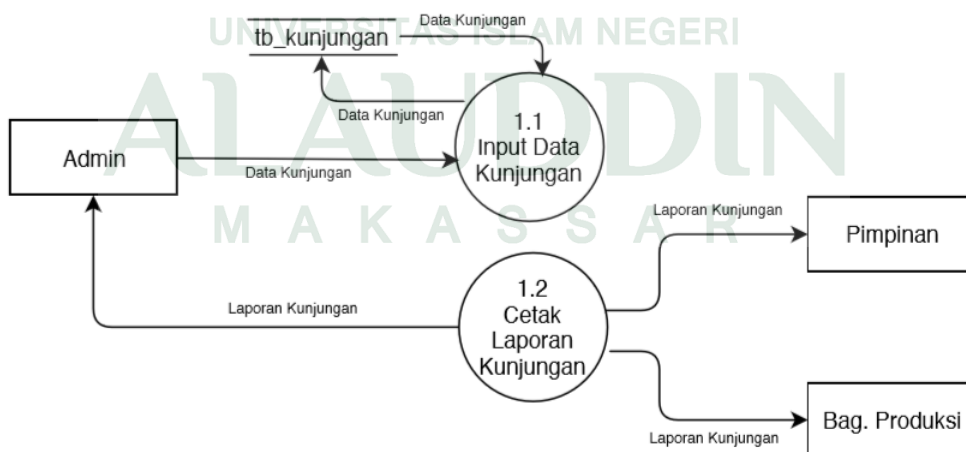 UNIVERSITAS ISLAM NEGERI
ALAUDDIN
MAKASSAR
Data Kunjungan
tb_kunjungan
Data Kunjungan
1.1
Input Data
Kunjungan
Admin
Data Kunjungan
Laporan Kunjungan
Pimpinan
1.2
Cetak
Laporan
Kunjungan
Laporan Kunjungan
Bag. Produksi
Laporan Kunjungan